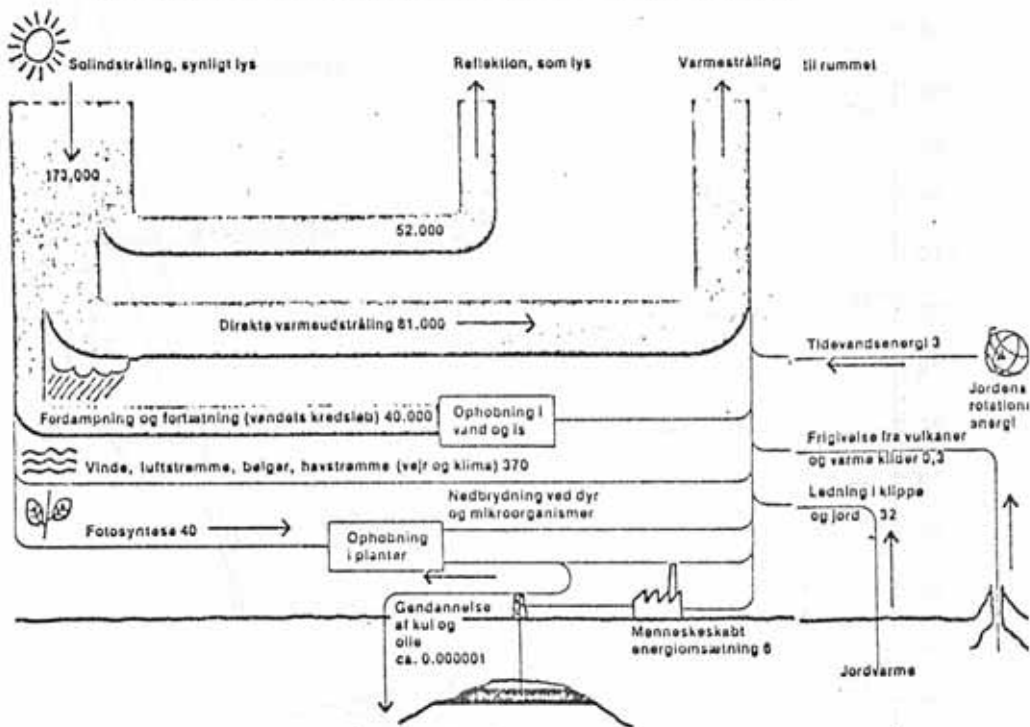 Solindstråling, synligt lys
Reflektion, som lys
Varmestråling til rummet
173,000
52.000
Direkte varmeudstråling 81.000
Tidevandsenergi 3
Jordens
rotations
energi
Fordampning og fortætning (vandets kredsløb) 40.000
Ophobning i
vand og is
Frigivelse fra vulkaner
og varme kilder 0,3
Vinde, luftstrømme, bølger, havstrømme (vejr og klima) 370
Nedbrydning ved dyr
og mikroorganismer
Ledning i klippe
og jord 32
Fotosyntese 40
Ophobning
i planter
Gendannelse
af kul og
olie
ca. 0.000001
Menneskeskabt
energiomsætning 6
Jordvarme